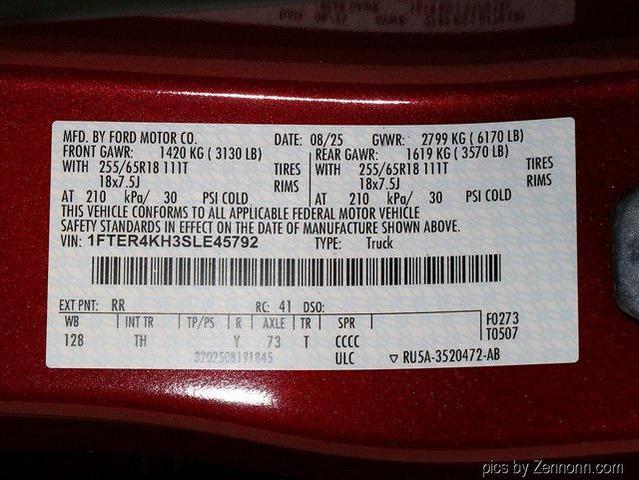 MFD. BY FORD MOTOR CO. DATE: 08/25 GVWR: 2799 KG ( 6170 LB)
FRONT GAWR: 1420 KG ( 3130 LB) REAR GAWR: 1619 KG ( 3570 LB)
WITH 255/65R18 111T TIRES WITH 255/65R18 111T TIRES
18x7.5J RIMS 18x7.5J RIMS
AT 210 kPa/ 30 PSI COLD AT 210 kPa/ 30 PSI COLD
THIS VEHICLE CONFORMS TO ALL APPLICABLE FEDERAL MOTOR VEHICLE
SAFETY STANDARDS IN EFFECT ON THE DATE OF MANUFACTURE SHOWN ABOVE.
VIN: 1FTER4KH3SLE45792 TYPE: Truck
EXT PNT: RR RC: 41 DSO:
WB INT TR TP/PS R AXLE TR SPR F0273
128 TH Y 73 T CCCC T0507
3202508191845 ULC ▽ RU5A-3520472-AB
pics by Zennonn.com